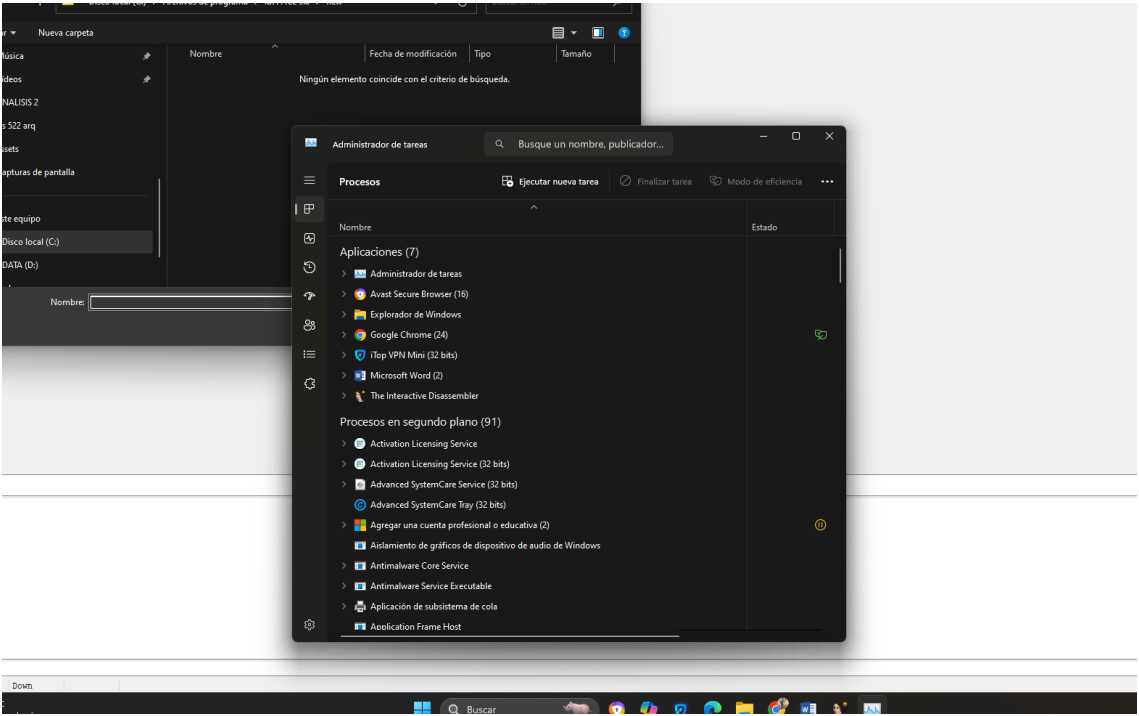 Nueva carpeta
Nombre
Fecha de modificación
Tipo
Tamaño
Música
Ningún elemento coincide con el criterio de búsqueda.
NALISIS 2
s 522 arq
ssets
apturas de pantalla
ste equipo
Disco local (C:)
DATA (D:)
Nombre:
Administrador de tareas
Busque un nombre, publicador...
Procesos
Ejecutar nueva tarea
Finalizar tarea
Modo de eficiencia
Nombre
Estado
Aplicaciones (7)
Administrador de tareas
Avast Secure Browser (16)
Explorador de Windows
Google Chrome (24)
iTop VPN Mini (32 bits)
Microsoft Word (2)
The Interactive Disassembler
Procesos en segundo plano (91)
Activation Licensing Service
Activation Licensing Service (32 bits)
Advanced SystemCare Service (32 bits)
Advanced SystemCare Tray (32 bits)
Agregar una cuenta profesional o educativa (2)
Aislamiento de gráficos de dispositivo de audio de Windows
Antimalware Core Service
Antimalware Service Executable
Aplicación de subsistema de cola
Application Frame Host
Down
Buscar